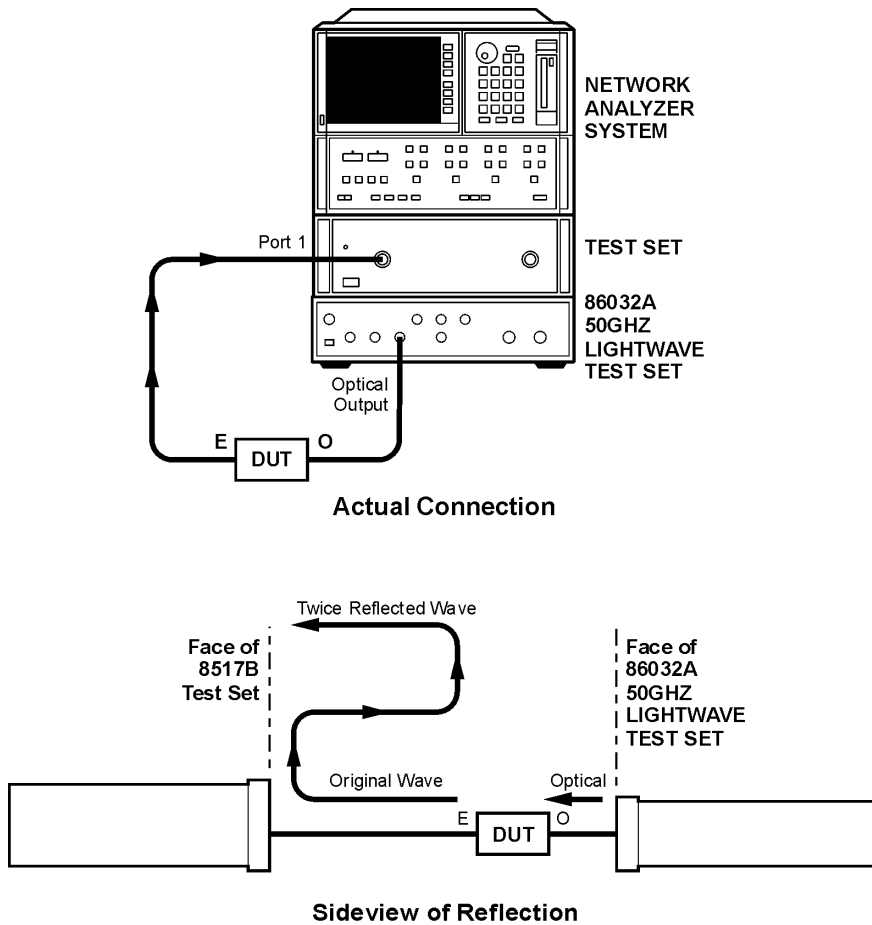 NETWORK
ANALYZER
SYSTEM
Port 1
TEST SET
86032A
50GHZ
LIGHTWAVE
TEST SET
Optical
Output
E
O
DUT
Actual Connection
Twice Reflected Wave
Face of
8517B
Test Set
Face of
86032A
50GHZ
LIGHTWAVE
TEST SET
Original Wave
Optical
E
O
DUT
Sideview of Reflection